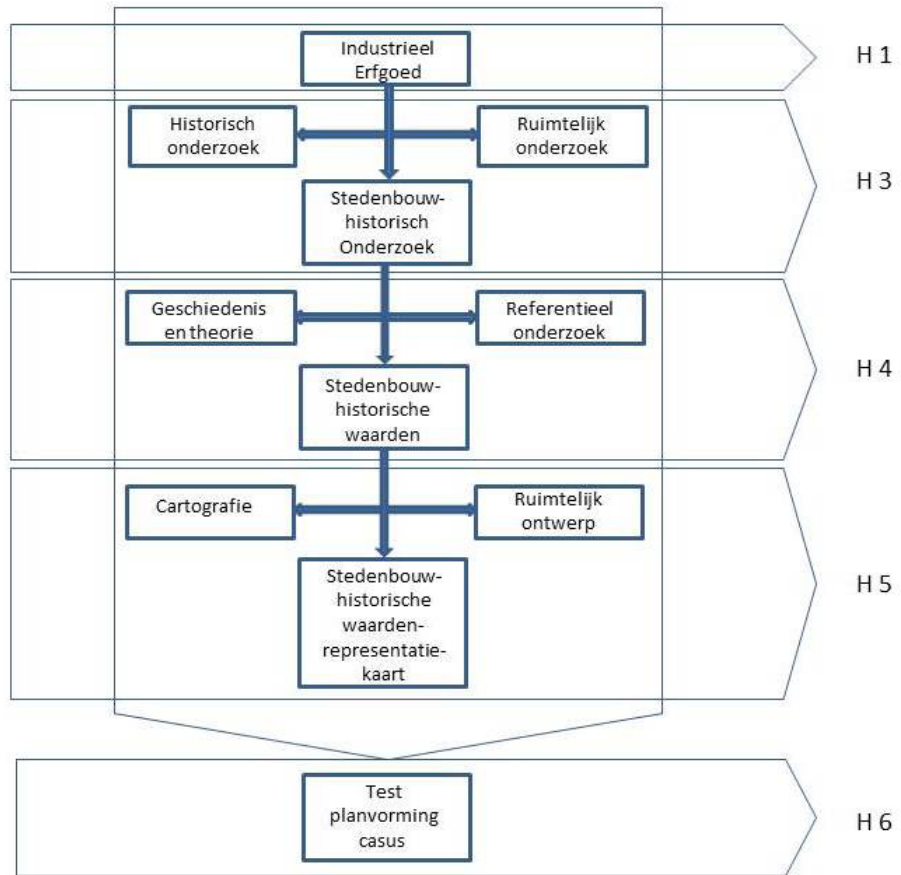 Industrieel
Erfgoed
H 1
Historisch
onderzoek
Ruimtelijk
onderzoek
H 3
Stedenbouw-
historisch
Onderzoek
Geschiedenis
en theorie
Referentieel
onderzoek
H 4
Stedenbouw-
historische
waarden
Cartografie
Ruimtelijk
ontwerp
H 5
Stedenbouw-
historische
waarden-
representatie-
kaart
Test
planvorming
casus
H 6